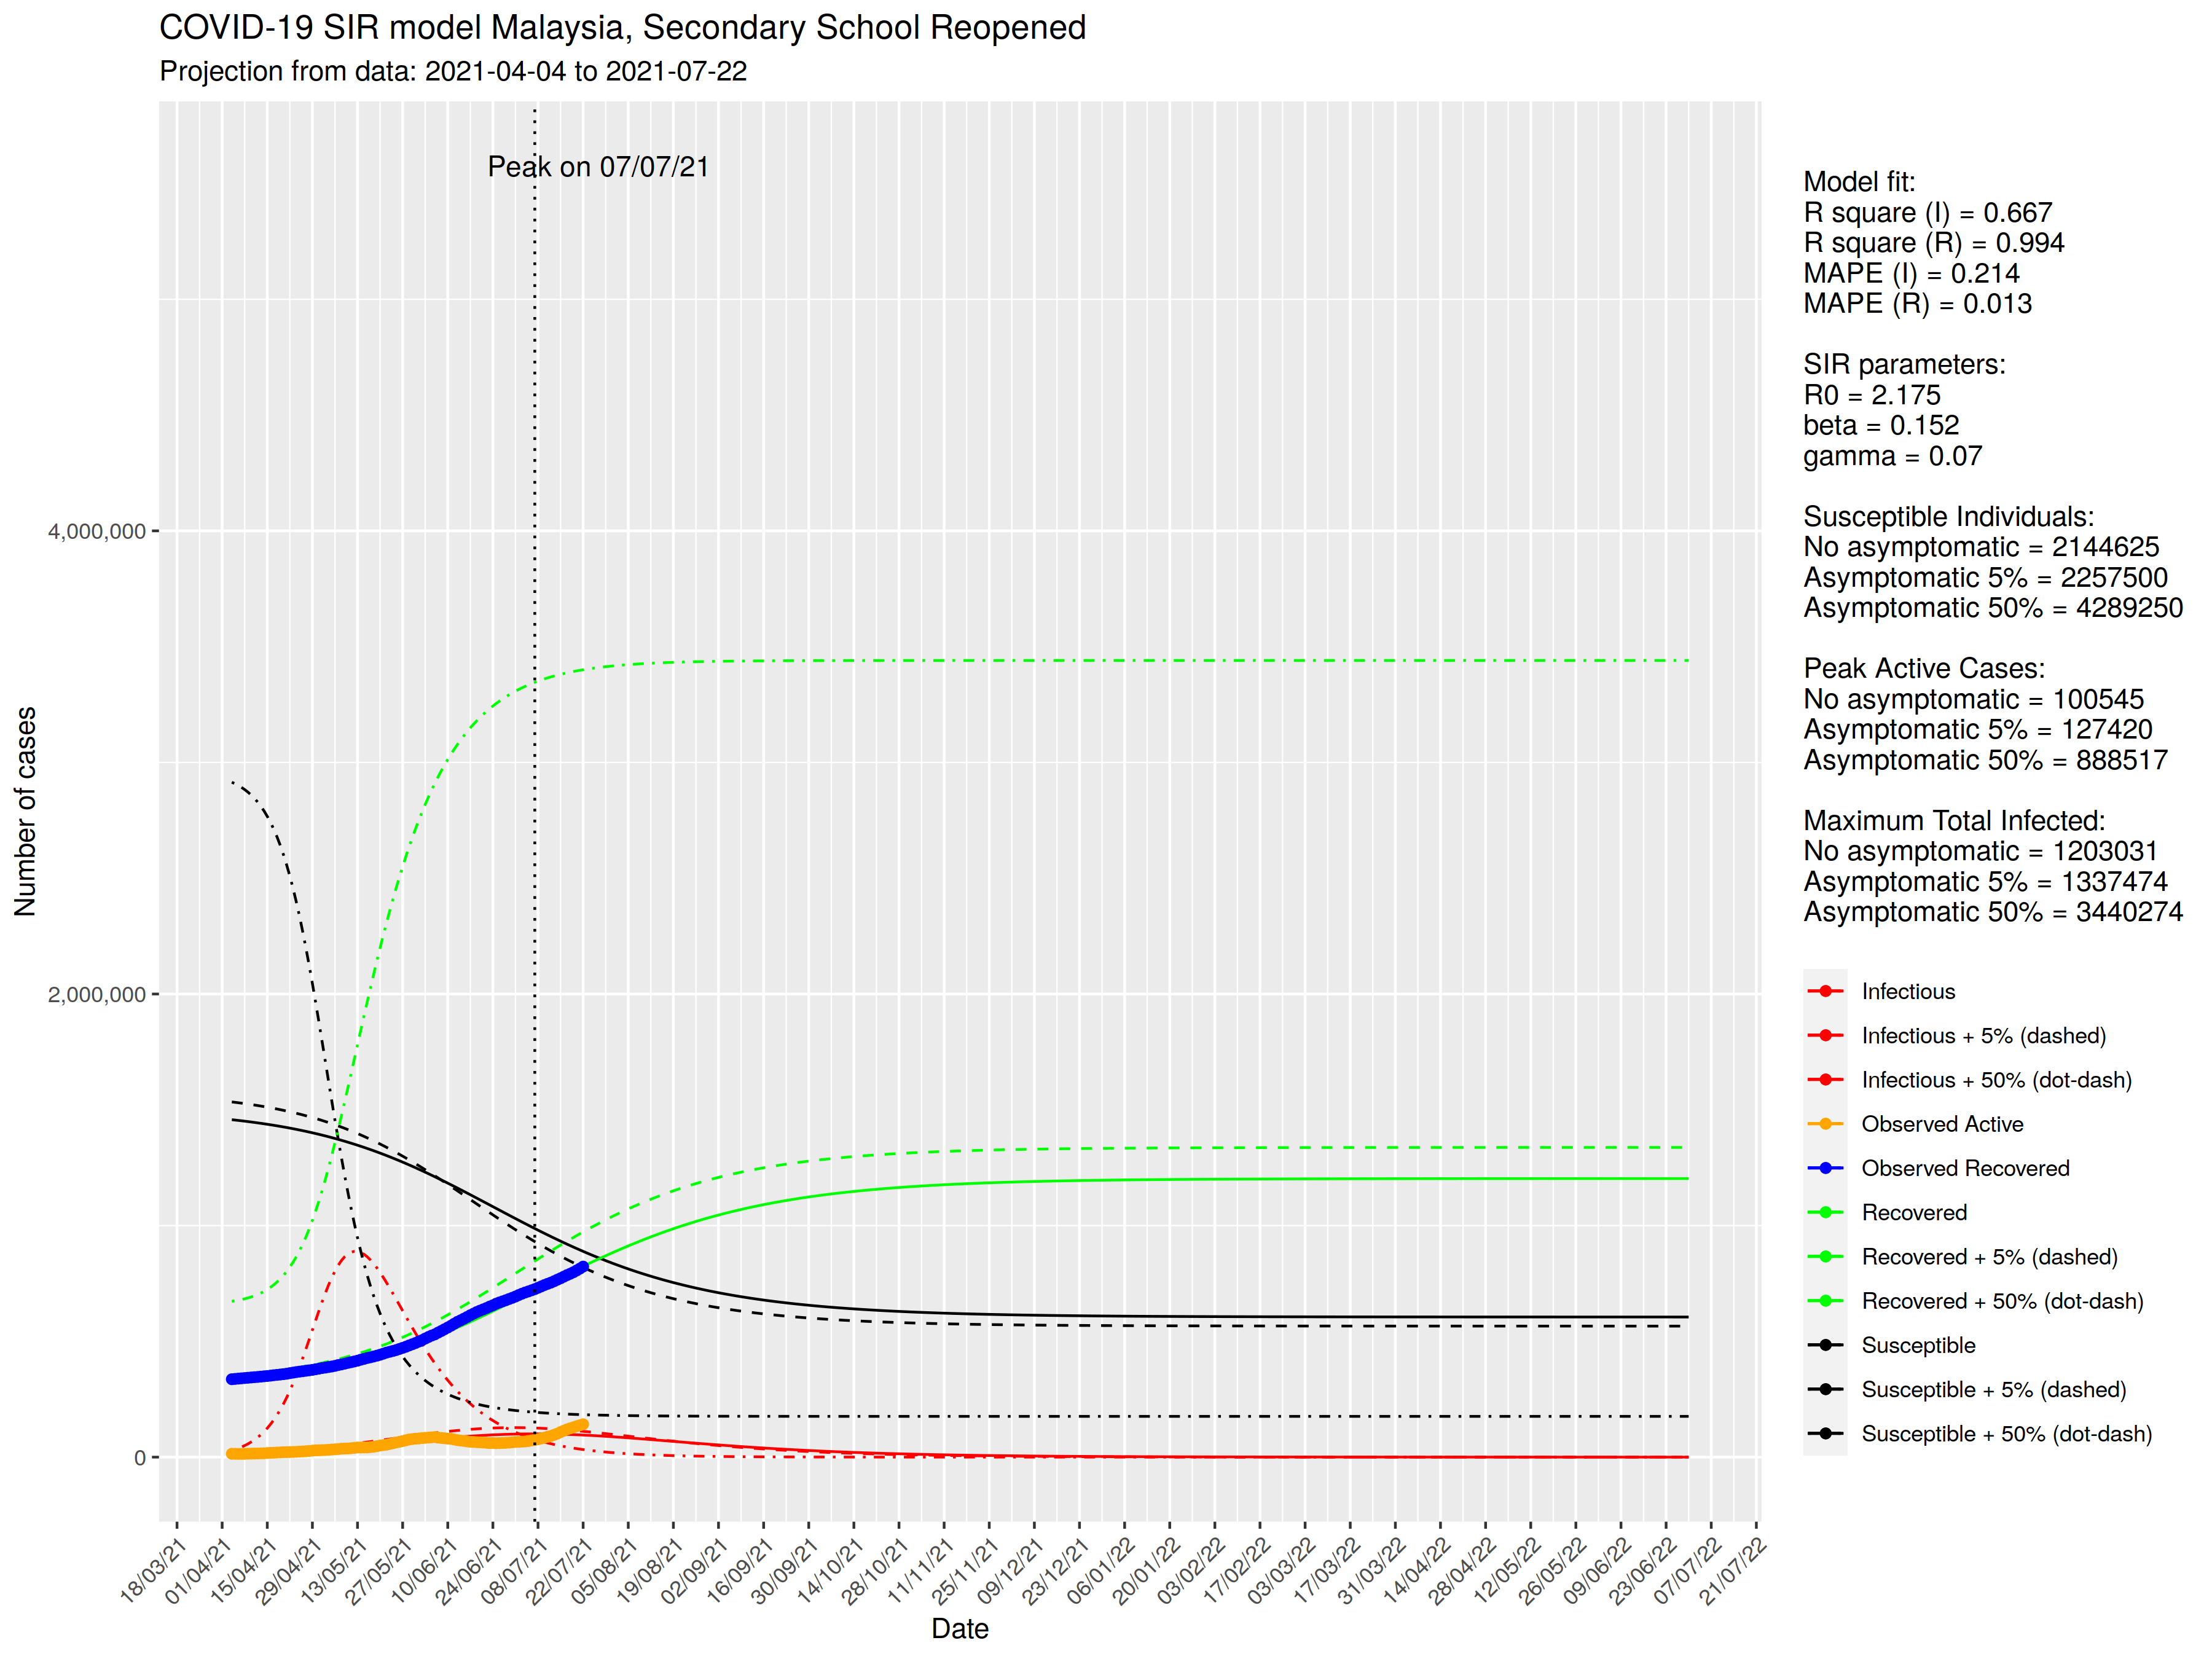 COVID-19 SIR model Malaysia, Secondary School Reopened
Projection from data: 2021-04-04 to 2021-07-22
Peak on 07/07/21
Number of cases
4,000,000
2,000,000
0
18/03/21
01/04/21
15/04/21
29/04/21
13/05/21
27/05/21
10/06/21
24/06/21
08/07/21
22/07/21
05/08/21
19/08/21
02/09/21
16/09/21
30/09/21
14/10/21
28/10/21
11/11/21
25/11/21
09/12/21
23/12/21
06/01/22
20/01/22
03/02/22
17/02/22
03/03/22
17/03/22
31/03/22
14/04/22
28/04/22
12/05/22
26/05/22
09/06/22
23/06/22
07/07/22
21/07/22
Date
Model fit:
R square (I) = 0.667
R square (R) = 0.994
MAPE (I) = 0.214
MAPE (R) = 0.013
SIR parameters:
R0 = 2.175
beta = 0.152
gamma = 0.07
Susceptible Individuals:
No asymptomatic = 2144625
Asymptomatic 5% = 2257500
Asymptomatic 50% = 4289250
Peak Active Cases:
No asymptomatic = 100545
Asymptomatic 5% = 127420
Asymptomatic 50% = 888517
Maximum Total Infected:
No asymptomatic = 1203031
Asymptomatic 5% = 1337474
Asymptomatic 50% = 3440274
Infectious
Infectious + 5% (dashed)
Infectious + 50% (dot-dash)
Observed Active
Observed Recovered
Recovered
Recovered + 5% (dashed)
Recovered + 50% (dot-dash)
Susceptible
Susceptible + 5% (dashed)
Susceptible + 50% (dot-dash)